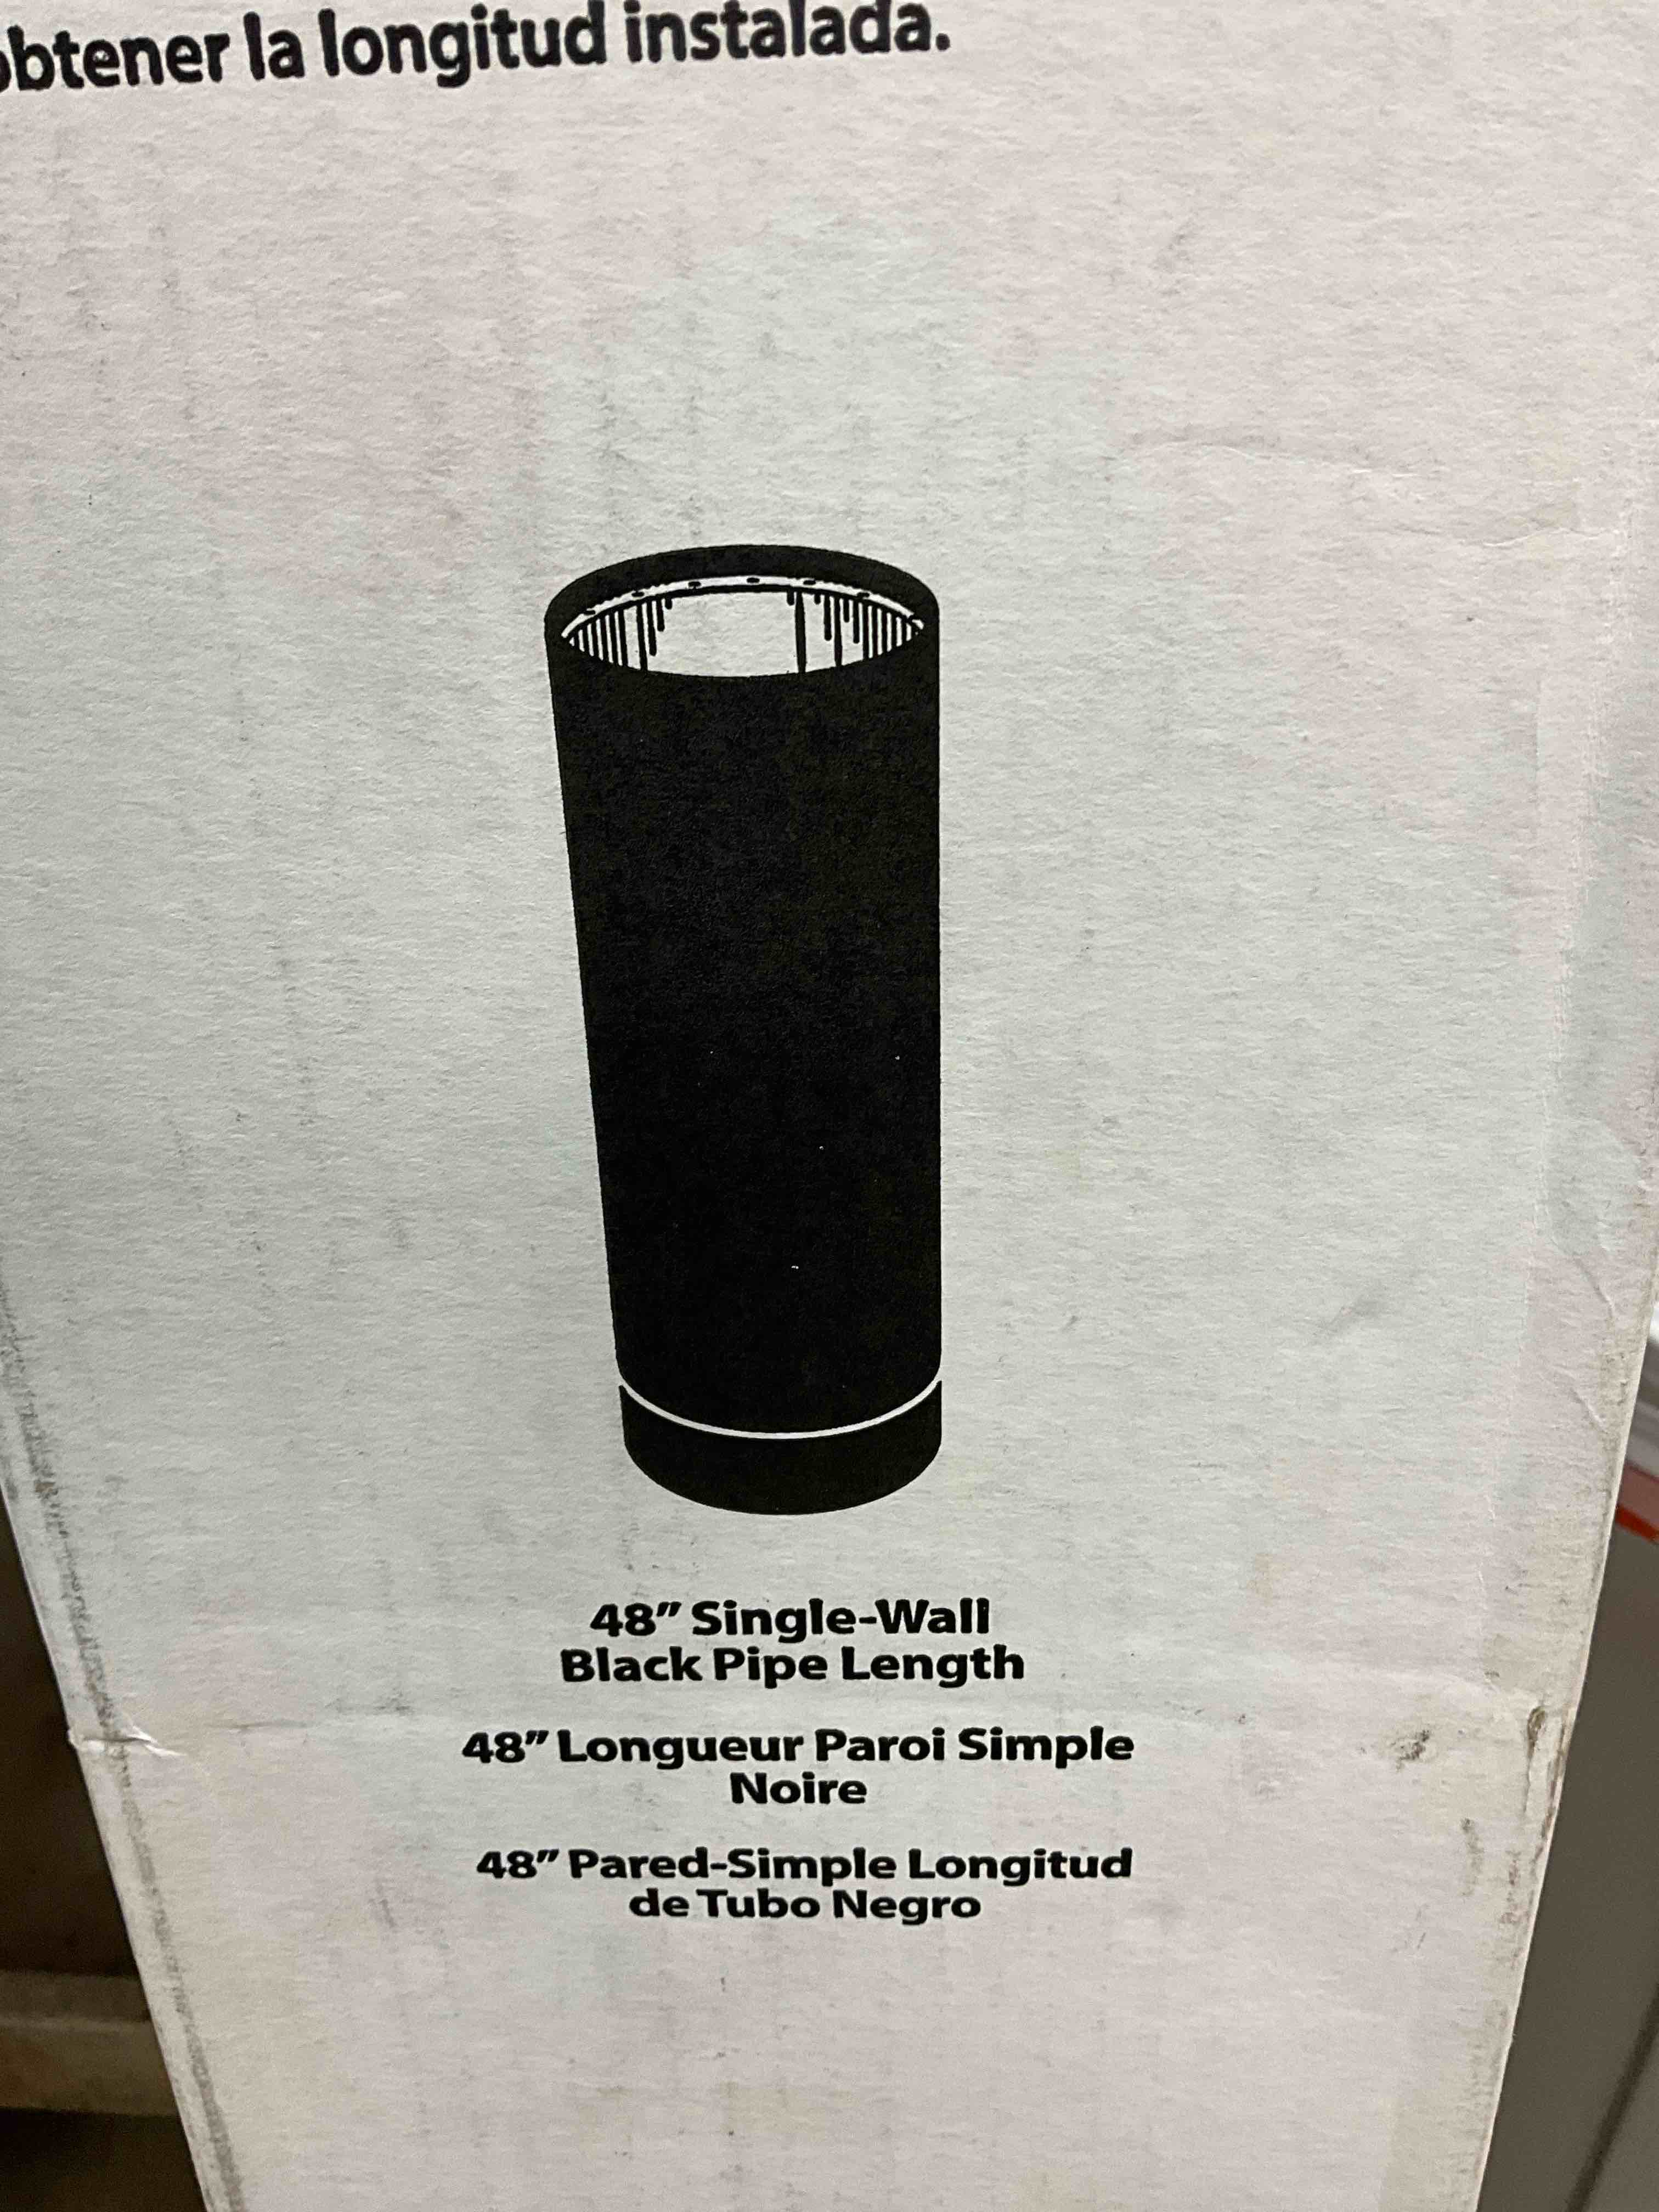 obtener la longitud instalada.
48" Single-Wall
Black Pipe Length
48" Longueur Paroi Simple
Noire
48" Pared-Simple Longitud
de Tubo Negro